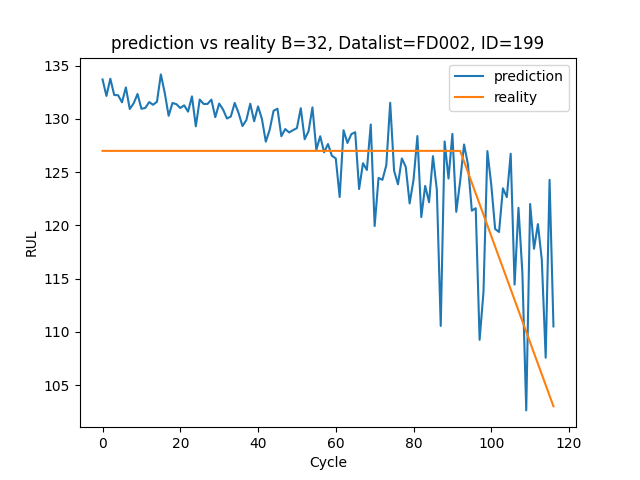 prediction vs reality B=32, Datalist=FD002, ID=199
prediction
reality
135
130
125
120
115
110
105
RUL
0 20 40 60 80 100 120
Cycle